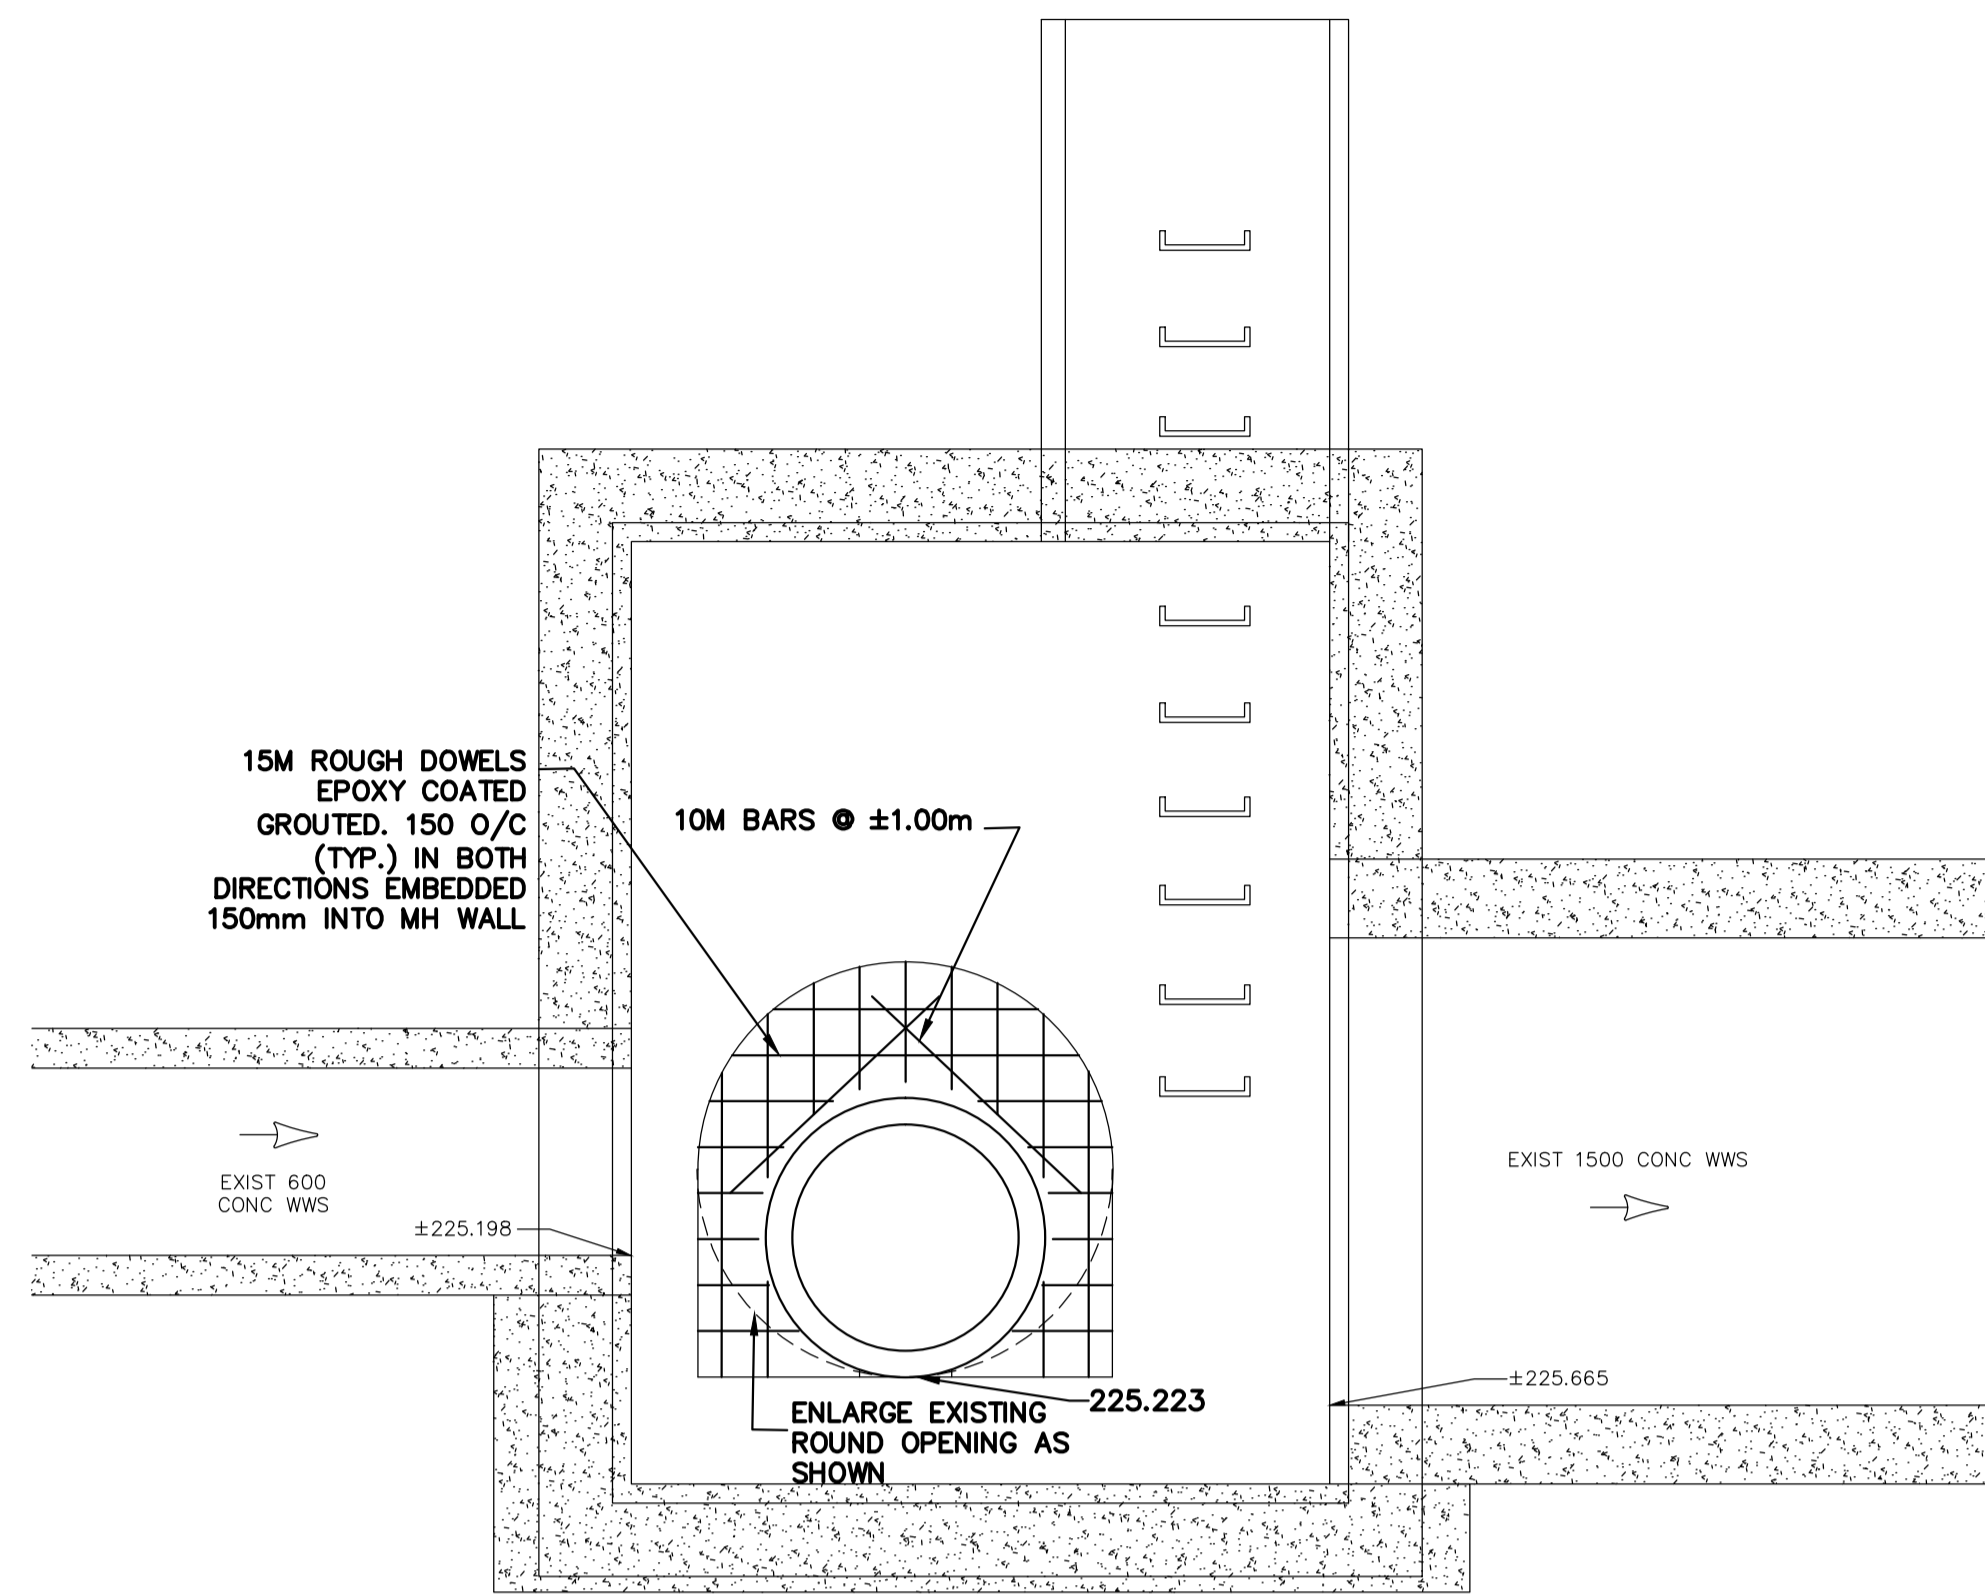 15M ROUGH DOWELS
EPOXY COATED
GROUTED. 150 O/C
(TYP.) IN BOTH
DIRECTIONS EMBEDDED
150mm INTO MH WALL
10M BARS @ ±1.00m
EXIST 600
CONC WWS
±225.198
EXIST 1500 CONC WWS
±225.665
225.223
ENLARGE EXISTING
ROUND OPENING AS
SHOWN